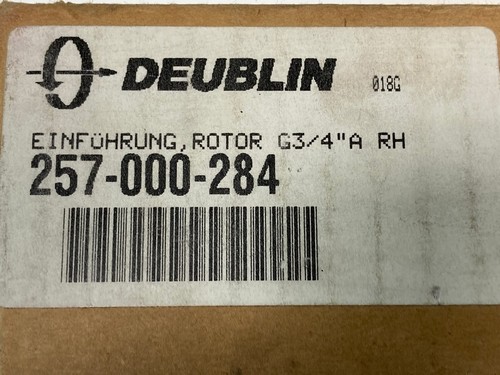 DEUBLIN 018G
EINFÜHRUNG,ROTOR G3/4"A RH
257-000-284